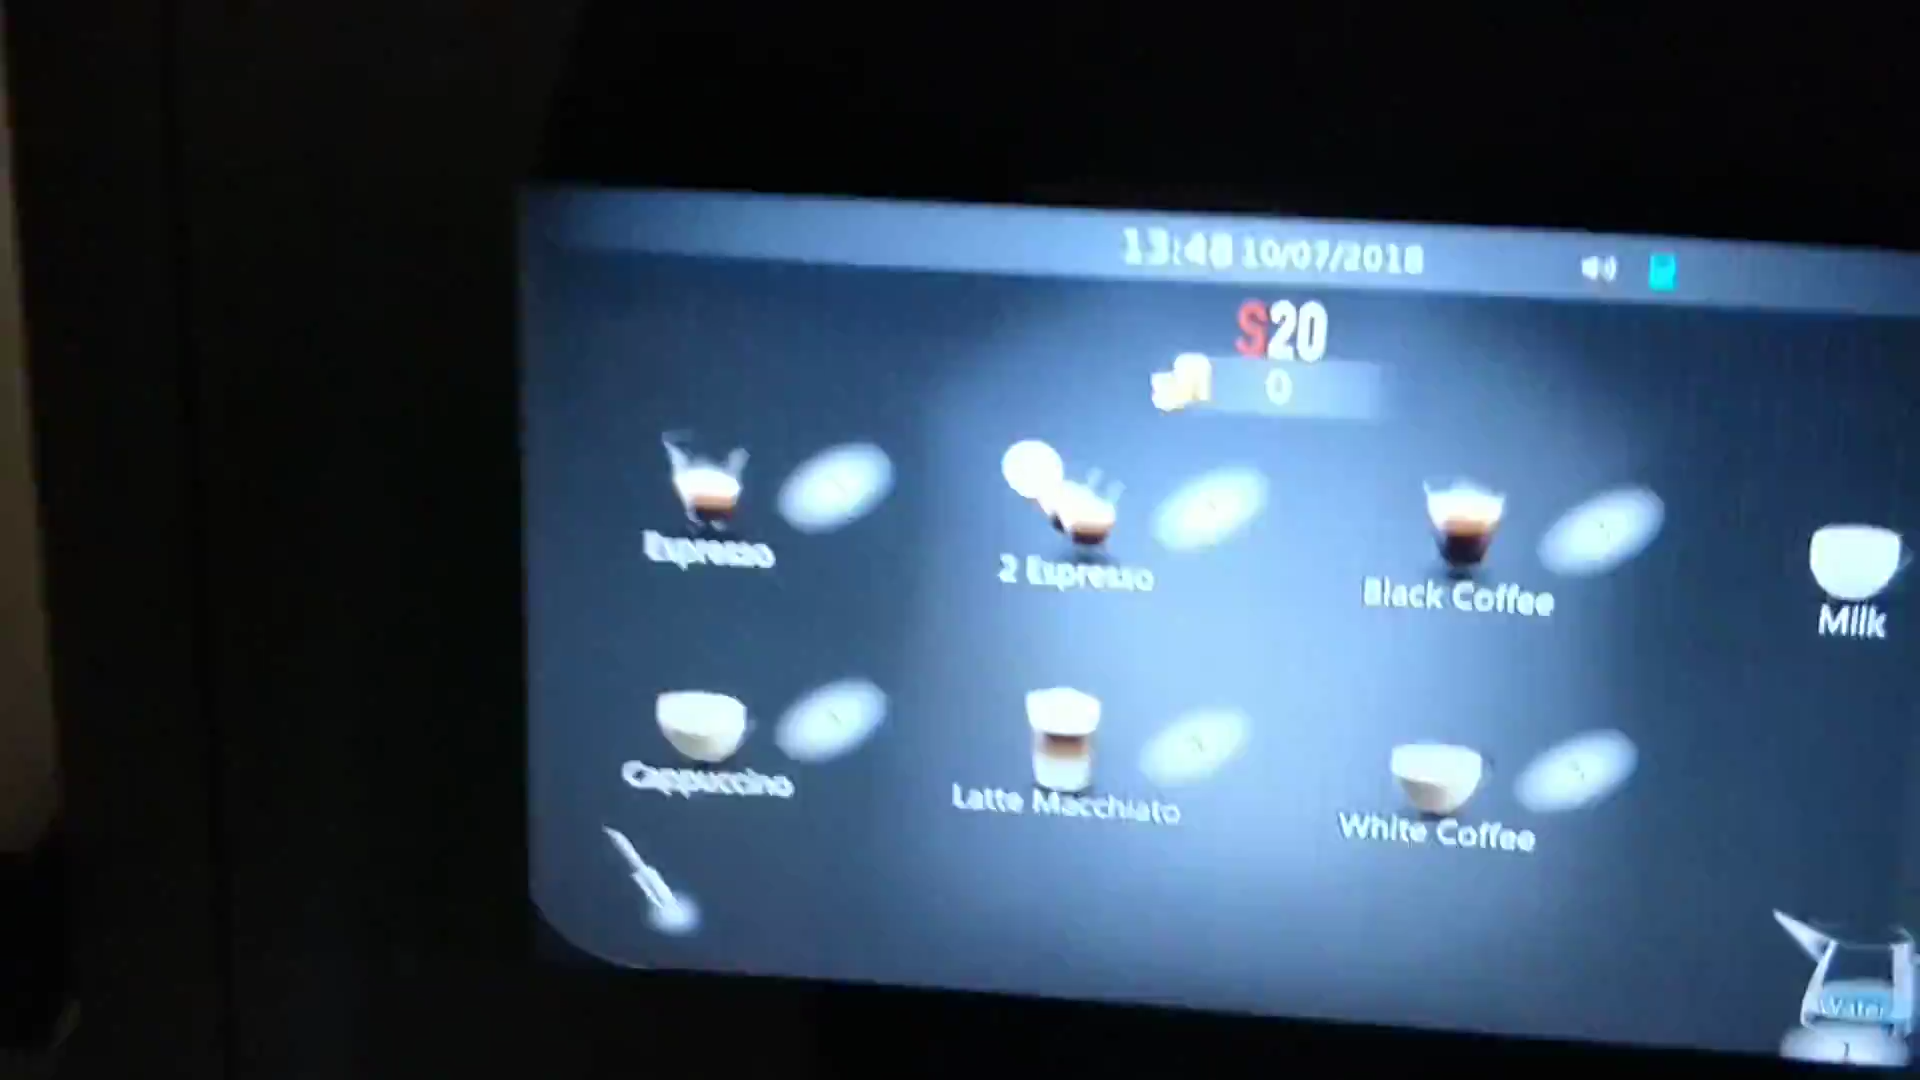 13:48 10/07/2018
S20
0
Espresso
2 Espresso
Black Coffee
Milk
Cappuccino
Latte Macchiato
White Coffee
Water